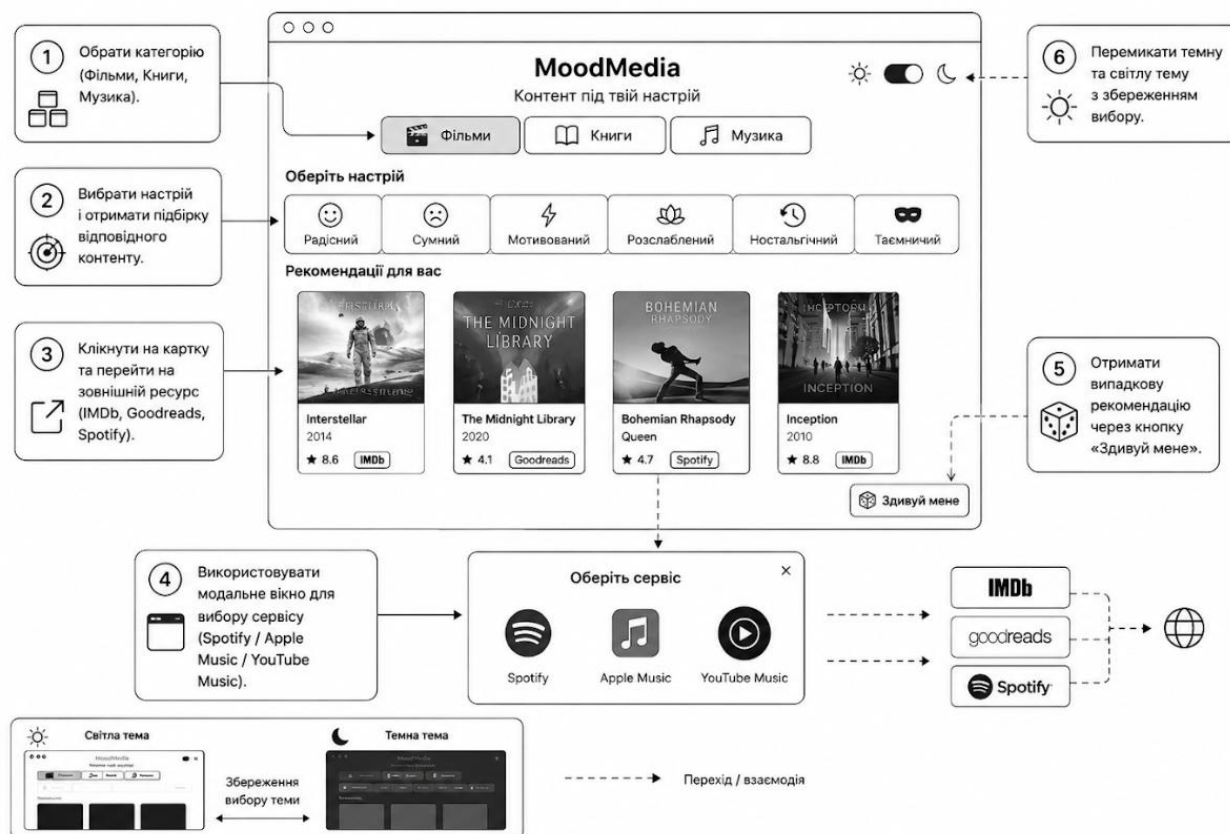 1
Обрати категорію
(Фільми, Книги,
Музика).
2
Вибрати настрій
і отримати підбірку
відповідного
контенту.
3
Клікнути на картку
та перейти на
зовнішній ресурс
(IMDb, Goodreads,
Spotify).
MoodMedia
Контент під твій настрій
Фільми
Книги
Музика
Оберіть настрій
Радісний
Сумний
Мотивований
Розслаблений
Ностальгічний
Таємничий
Рекомендації для вас
THE MIDNIGHT
LIBRARY
BOHEMIAN
RHAPSODY
INCEPTION
Interstellar
2014
★ 8.6 IMDb
The Midnight Library
2020
★ 4.1 Goodreads
Bohemian Rhapsody
Queen
★ 4.7 Spotify
Inception
2010
★ 8.8 IMDb
Здивуй мене
6
Перемикати темну
та світлу тему
з збереженням
вибору.
5
Отримати
випадкову
рекомендацію
через кнопку
«Здивуй мене».
4
Використовувати
модальне вікно для
вибору сервісу
(Spotify / Apple
Music / YouTube
Music).
Оберіть сервіс
×
Spotify
Apple Music
YouTube Music
IMDb
goodreads
Spotify
Світла тема
Збереження
вибору теми
Темна тема
Перехід / взаємодія